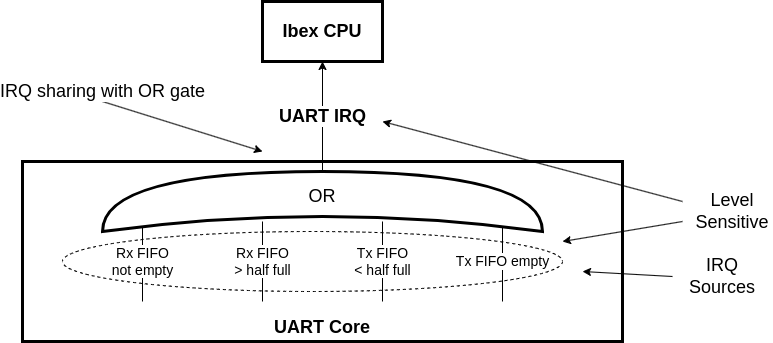 Ibex CPU
IRQ sharing with OR gate
UART IRQ
OR
Level
Sensitive
Rx FIFO
not empty
Rx FIFO
> half full
Tx FIFO
< half full
Tx FIFO empty
IRQ
Sources
UART Core